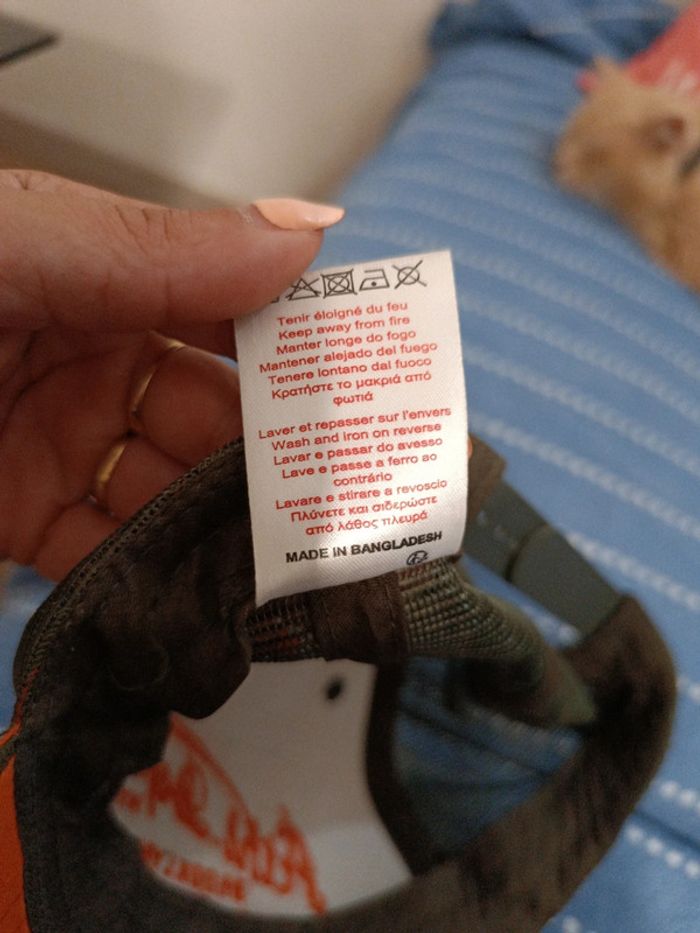 Tenir éloigné du feu
Keep away from fire
Manter longe do fogo
Mantener alejado del fuego
Tenere lontano dal fuoco
Κρατήστε το μακριά από
φωτιά
Laver et repasser sur l'envers
Wash and iron on reverse
Lavar e passar do avesso
Lave e passe a ferro ao
contrário
Lavare e stirare a revoscio
Πλύνετε και σιδερώστε
από λάθος πλευρά
MADE IN BANGLADESH